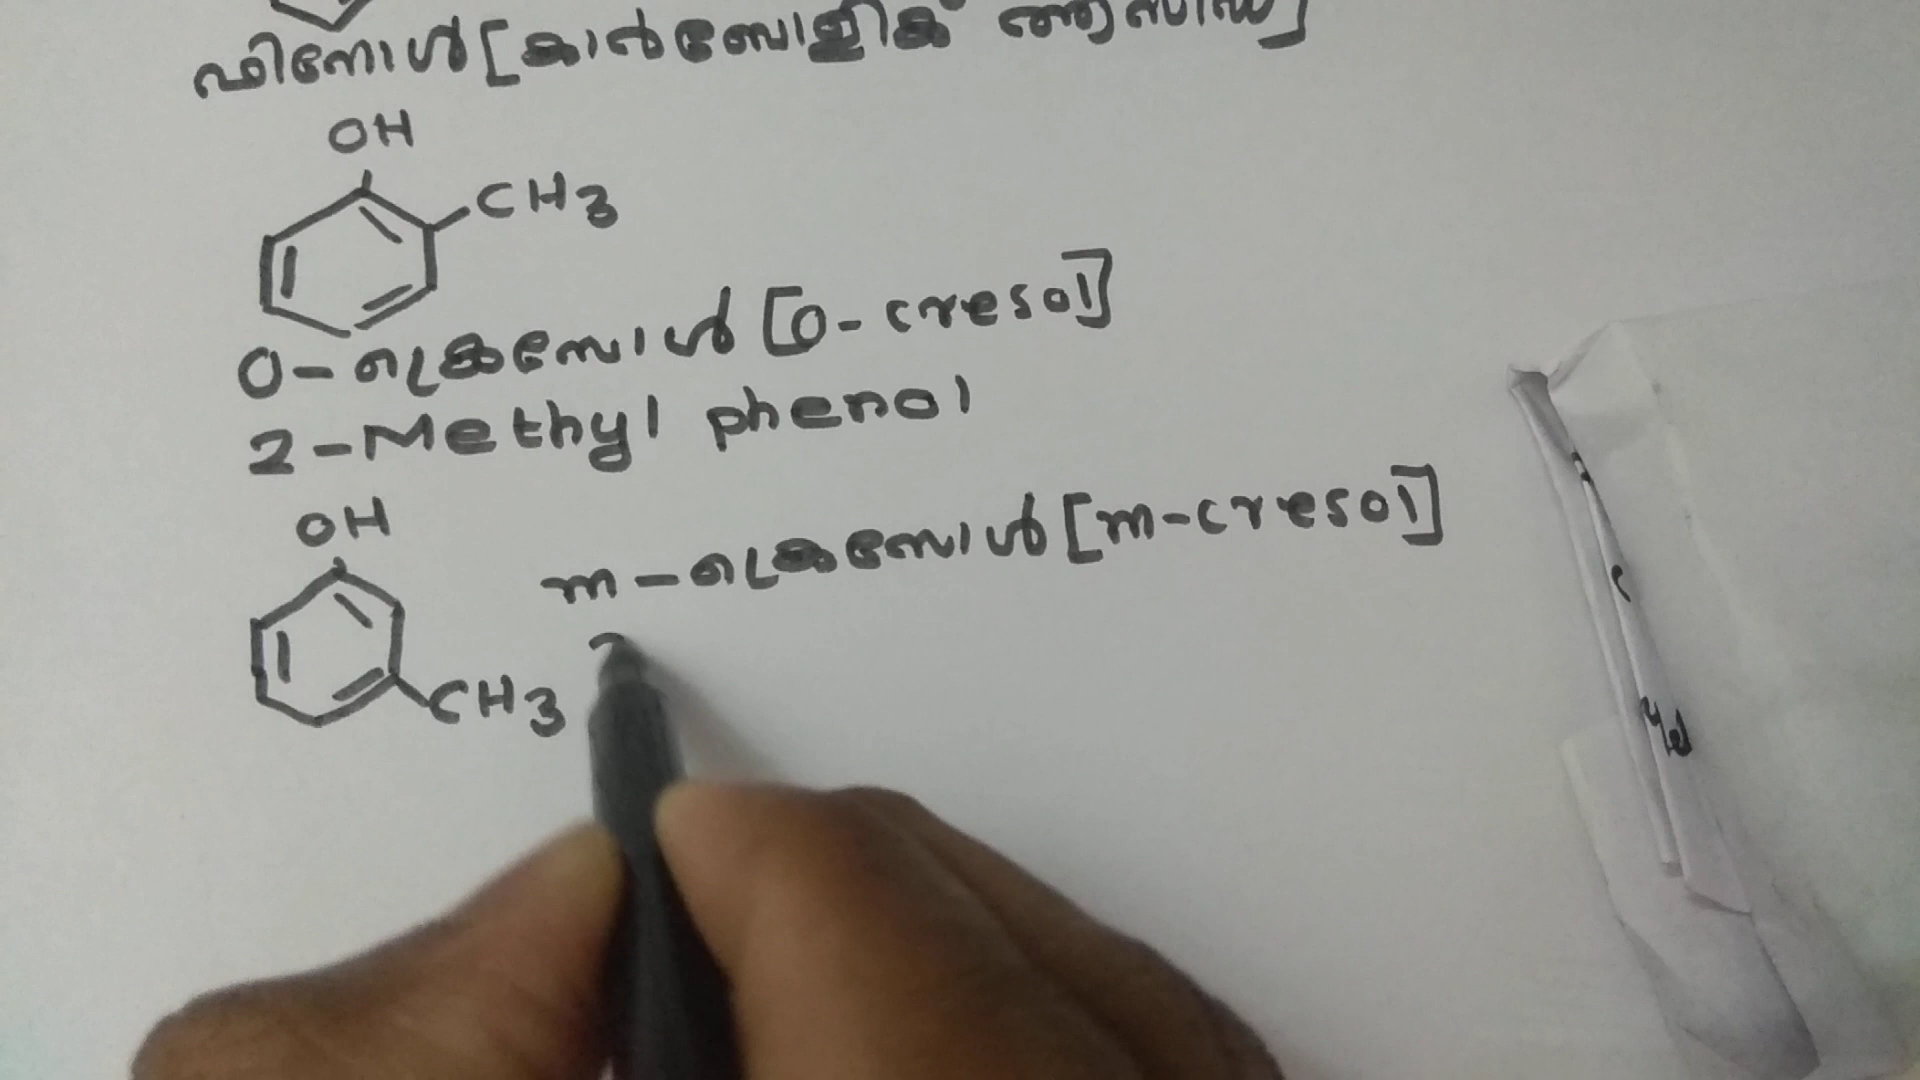 ഫിനോൾ [കാർബോളിക് ആസിഡ്]
OH
CH3
O-ക്രെസോൾ [O-cresol]
2-Methyl phenol
OH
m-ക്രെസോൾ [m-cresol]
CH3